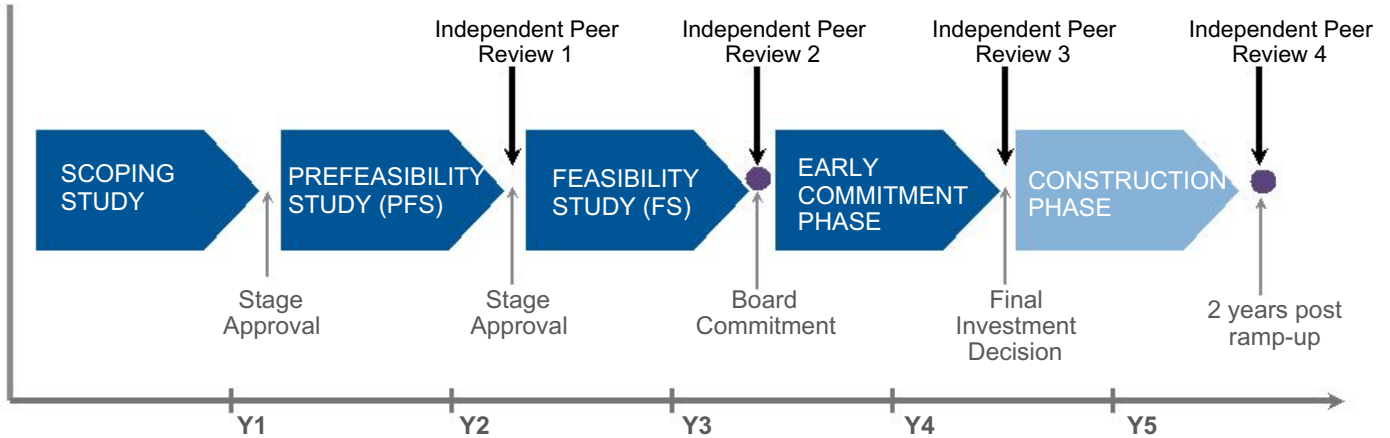 Independent Peer
Review 1
Independent Peer
Review 2
Independent Peer
Review 3
Independent Peer
Review 4
SCOPING
STUDY
PREFEASIBILITY
STUDY (PFS)
FEASIBILITY
STUDY (FS)
EARLY
COMMITMENT
PHASE
CONSTRUCTION
PHASE
Stage
Approval
Stage
Approval
Board
Commitment
Final
Investment
Decision
2 years post
ramp-up
Y1
Y2
Y3
Y4
Y5